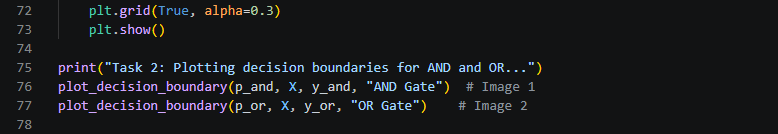 72 plt.grid(True, alpha=0.3)
73 plt.show()
74
75 print("Task 2: Plotting decision boundaries for AND and OR...")
76 plot_decision_boundary(p_and, X, y_and, "AND Gate")  # Image 1
77 plot_decision_boundary(p_or, X, y_or, "OR Gate")    # Image 2
78